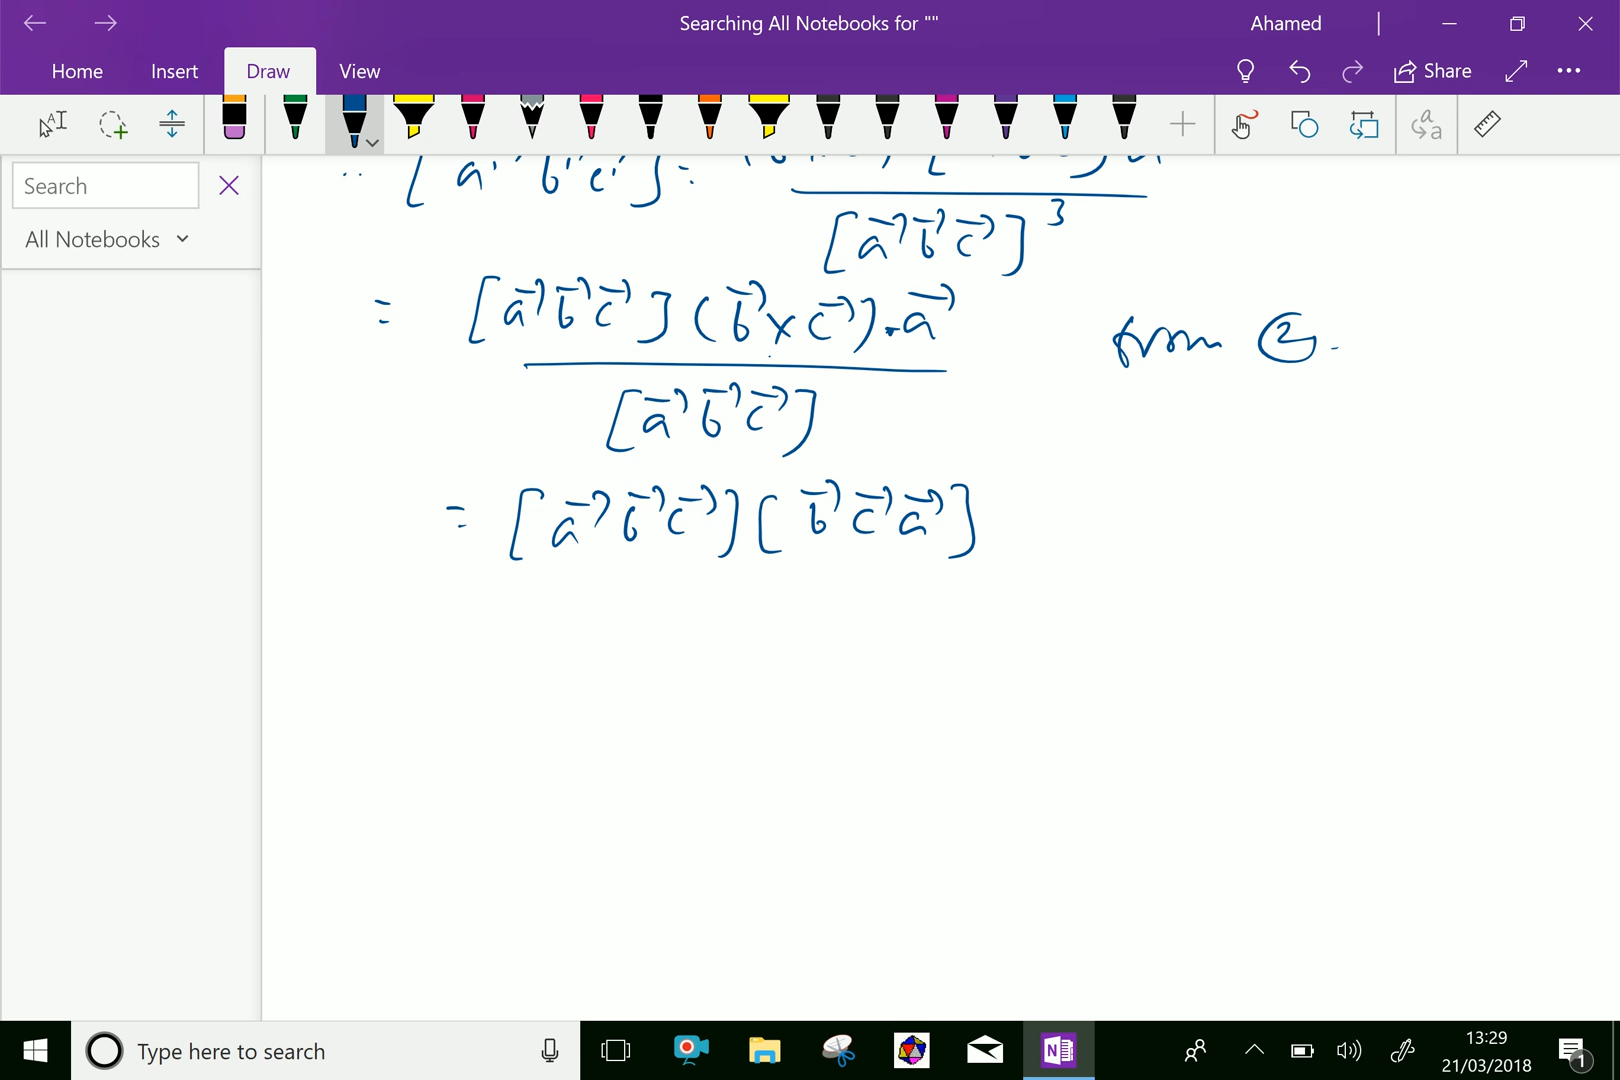 Searching All Notebooks for ""
Ahamed
Home Insert Draw View
Share
Search
All Notebooks
[a⃗' b⃗' c⃗'] =
[a⃗ b⃗ c⃗]³
= [a⃗ b⃗ c⃗] (b⃗ × c⃗) . a⃗ from ②.
[a⃗ b⃗ c⃗]
= [a⃗ b⃗ c⃗] [b⃗ c⃗ a⃗]
Type here to search
13:29
21/03/2018
1